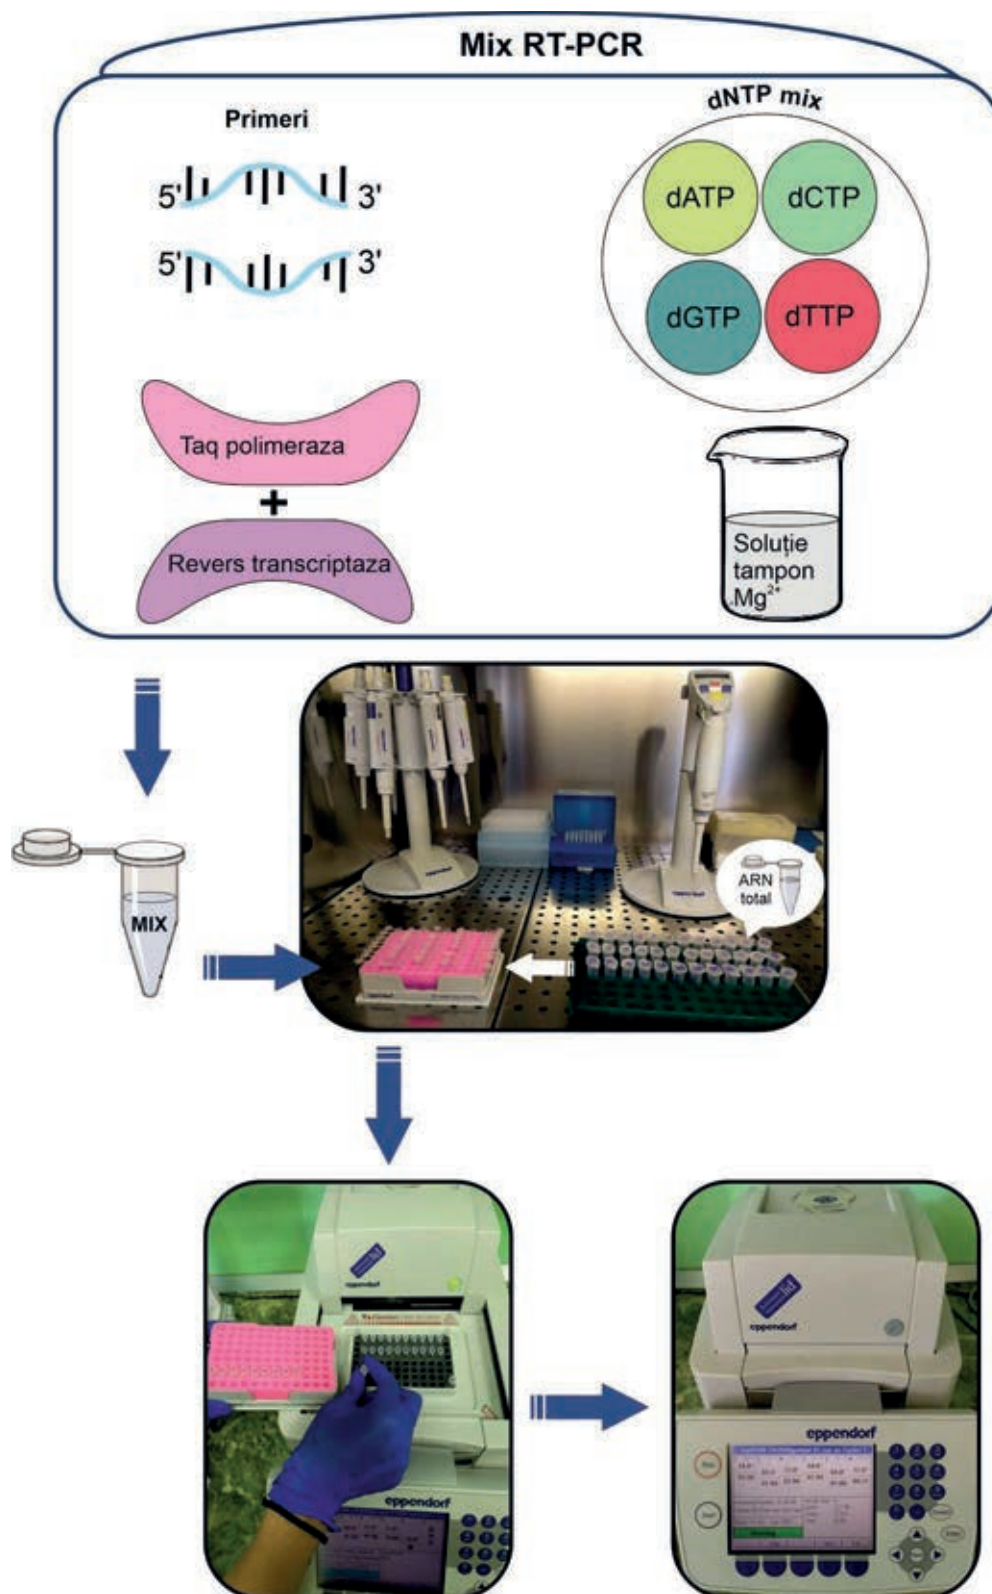 Mix RT-PCR
Primeri
5' 3'
5' 3'
dNTP mix
dATP dCTP
dGTP dTTP
Taq polimeraza
+
Revers transcriptaza
Soluție
tampon
Mg²⁺
MIX
ARN
total
eppendorf
eppendorf
eppendorf
eppendorf